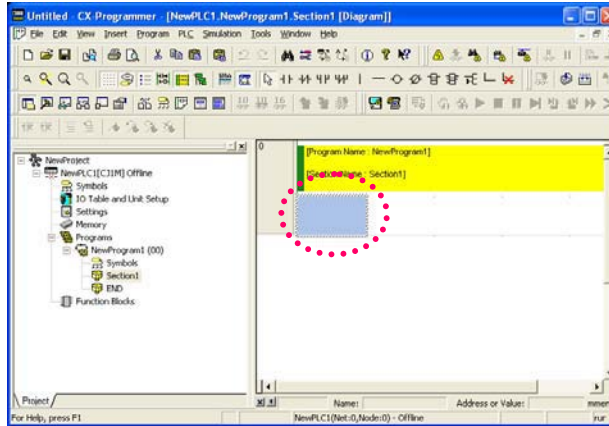 Untitled - CX-Programmer - [NewPLC1.NewProgram1.Section1 [Diagram]]
File Edit View Insert Program PLC Simulation Tools Window Help
NewProject
NewPLC1[CJ1M] Offline
Symbols
IO Table and Unit Setup
Settings
Memory
Programs
NewProgram1 (00)
Symbols
Section1
END
Function Blocks
Project
0
[Program Name : NewProgram1]
[Section Name : Section1]
Name: Address or Value:
For Help, press F1
NewPLC1(Net:0,Node:0) - Offline